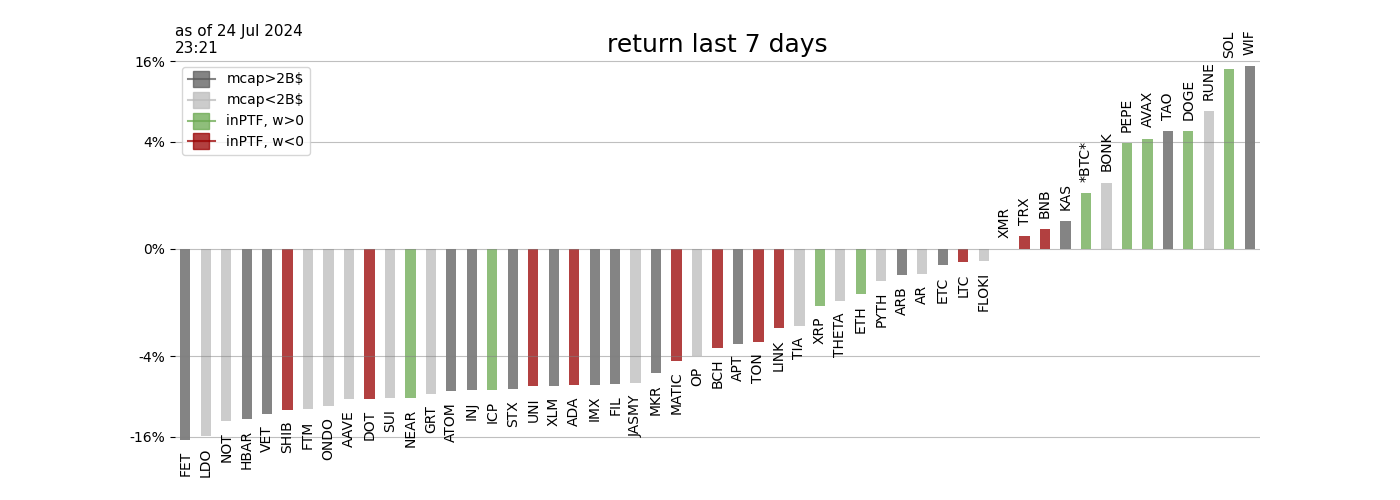 as of 24 Jul 2024
23:21
return last 7 days
16%
4%
0%
-4%
-16%
mcap>2B$
mcap<2B$
inPTF, w>0
inPTF, w<0
FET
LDO
NOT
HBAR
VET
SHIB
FTM
ONDO
AAVE
DOT
SUI
NEAR
GRT
ATOM
INJ
ICP
STX
UNI
XLM
ADA
IMX
FIL
JASMY
MKR
MATIC
OP
BCH
APT
TON
LINK
TIA
XRP
THETA
ETH
PYTH
ARB
AR
ETC
LTC
FLOKI
XMR
TRX
BNB
KAS
*BTC*
BONK
PEPE
AVAX
TAO
DOGE
RUNE
SOL
WIF